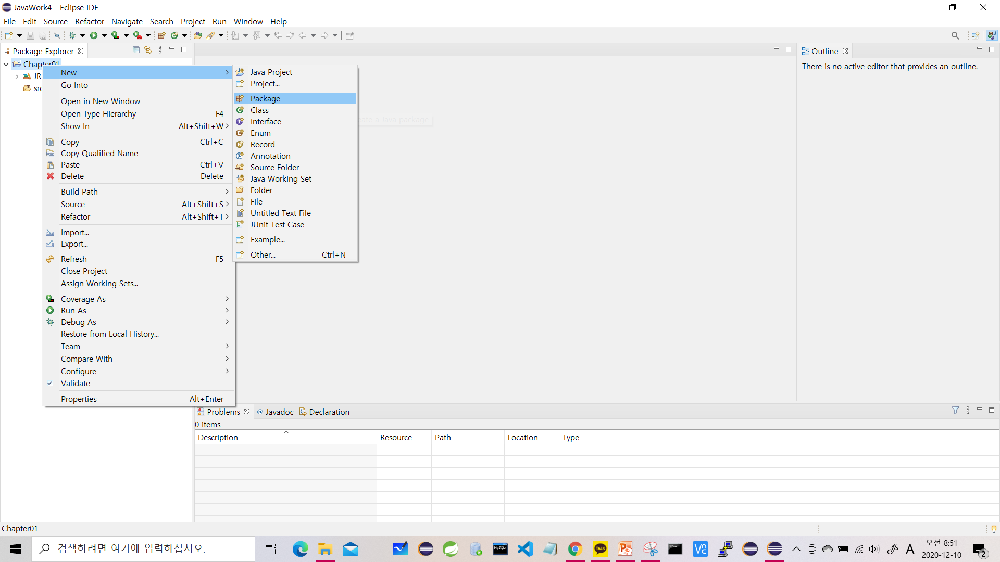 JavaWork4 - Eclipse IDE
File Edit Source Refactor Navigate Search Project Run Window Help
Package Explorer
Outline
Chapter01
JR
src
There is no active editor that provides an outline.
New
Go Into
Open in New Window
Open Type Hierarchy F4
Show In Alt+Shift+W
Copy Ctrl+C
Copy Qualified Name
Paste Ctrl+V
Delete Delete
Build Path
Source Alt+Shift+S
Refactor Alt+Shift+T
Import...
Export...
Refresh F5
Close Project
Assign Working Sets...
Coverage As
Run As
Debug As
Restore from Local History...
Team
Compare With
Configure
Validate
Properties Alt+Enter
Java Project
Project...
Package
Class
Interface
Enum
Record
Annotation
Source Folder
Java Working Set
Folder
File
Untitled Text File
JUnit Test Case
Example...
Other... Ctrl+N
a Java package
Problems Javadoc Declaration
0 items
Description Resource Path Location Type
Chapter01
검색하려면 여기에 입력하십시오.
MySQL
TALK
A
오전 8:51
2020-12-10
2